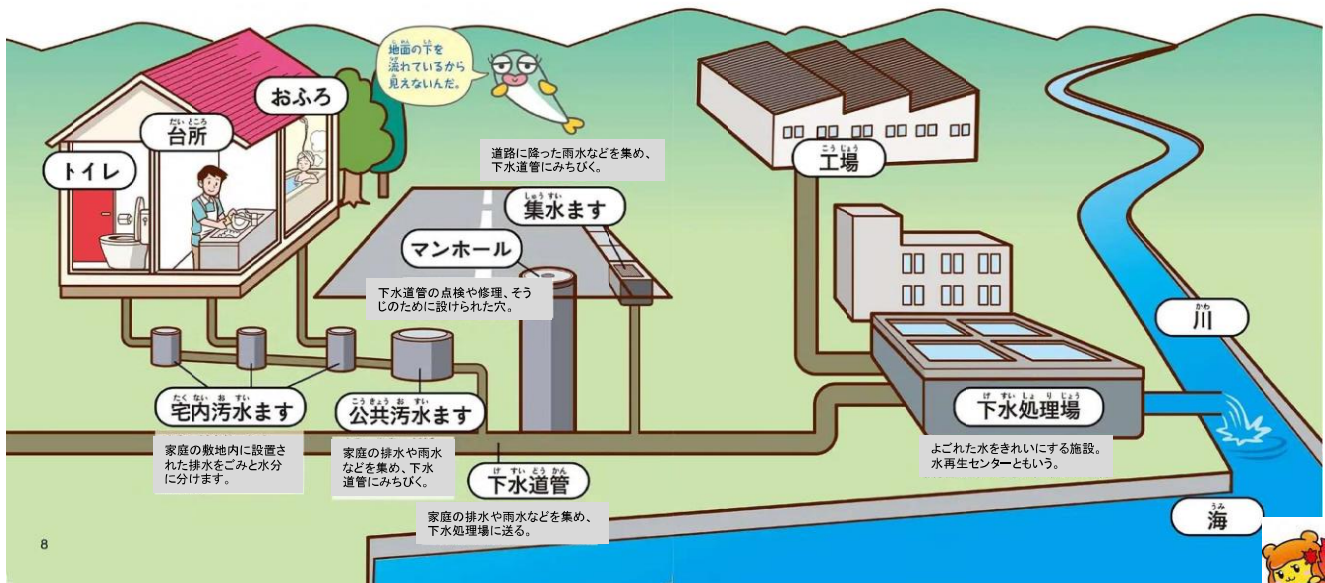 地面の下を
流れているから
見えないんだ。
おふろ
台所
トイレ
道路に降った雨水などを集め、
下水道管にみちびく。
集水ます
マンホール
下水道管の点検や修理、そう
じのために設けられた穴。
工場
川
宅内汚水ます
家庭の敷地内に設置さ
れた排水をごみと水分
に分けます。
公共汚水ます
家庭の排水や雨水
などを集め、下水
道管にみちびく。
下水道管
家庭の排水や雨水などを集め、
下水処理場に送る。
下水処理場
よごれた水をきれいにする施設。
水再生センターともいう。
海
8